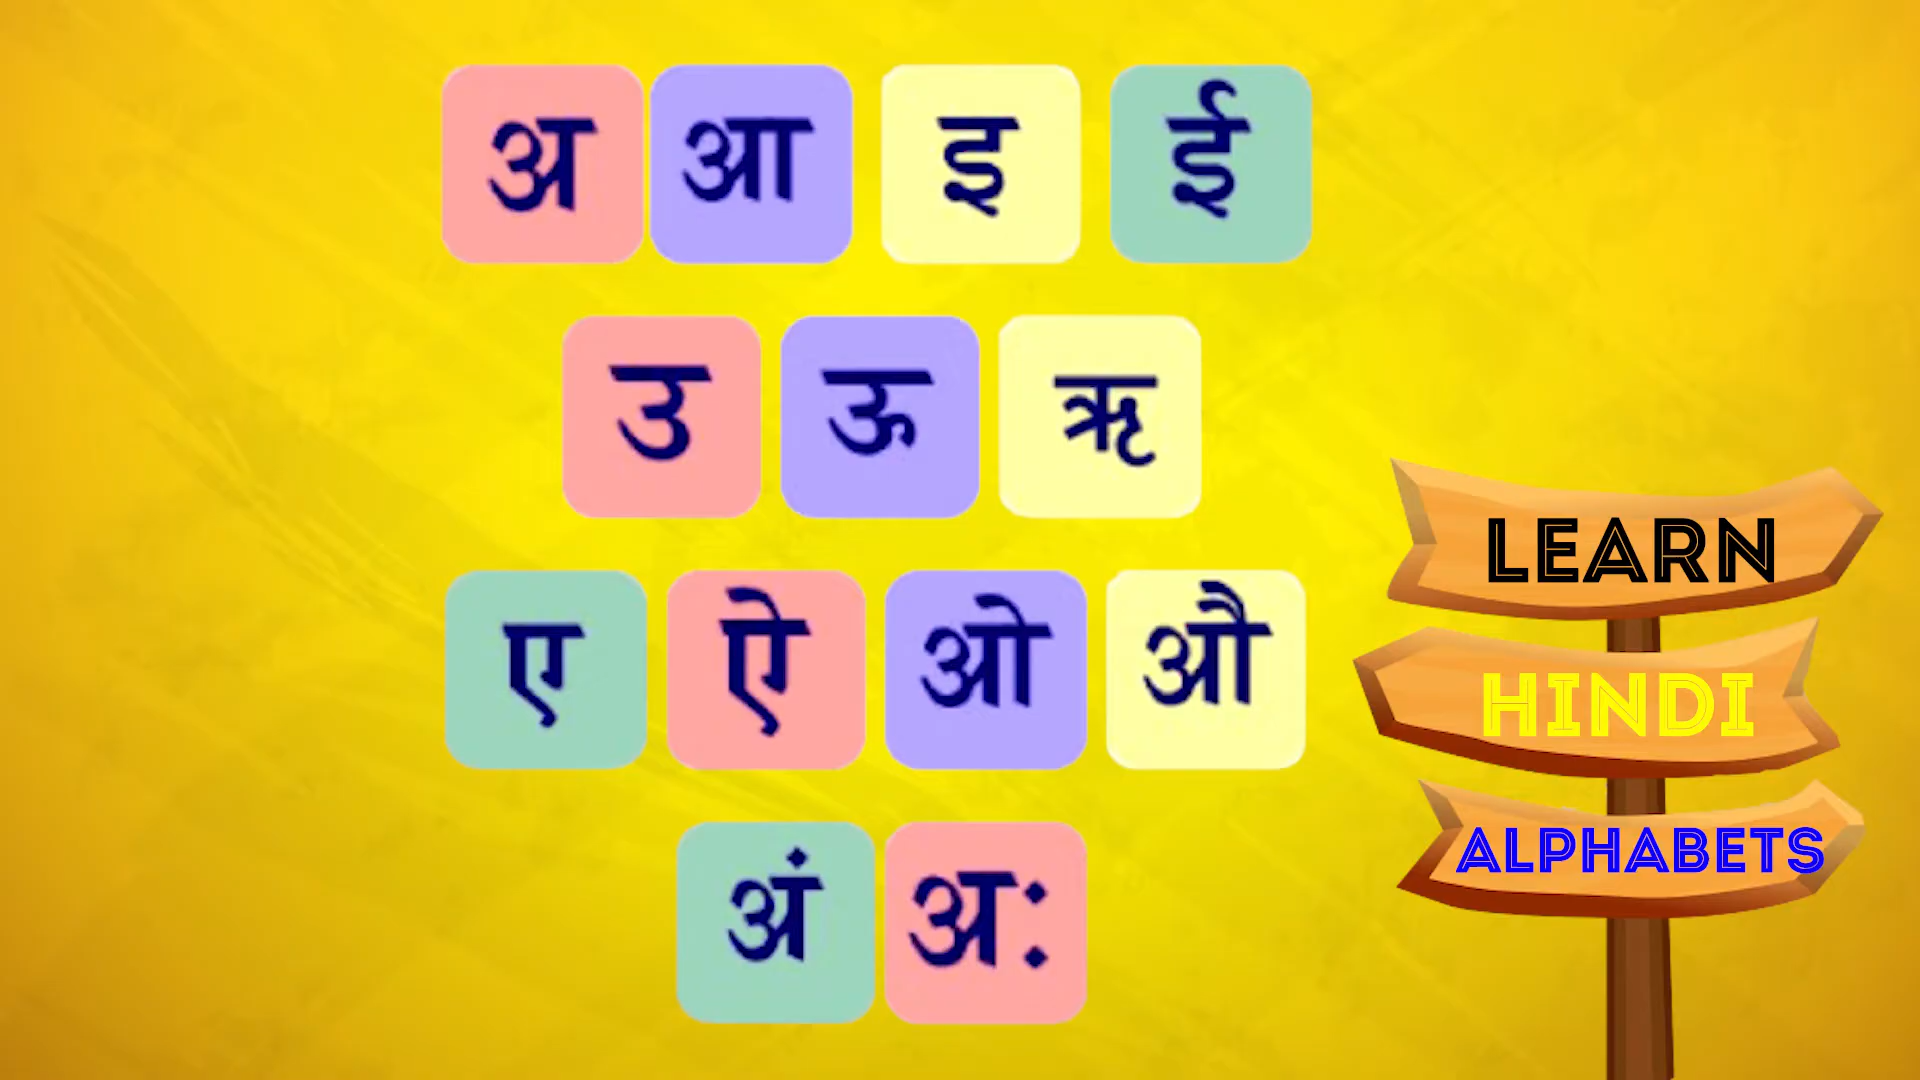 अ आ इ ई
उ ऊ ऋ
ए ऐ ओ औ
अं अः
LEARN
HINDI
ALPHABETS